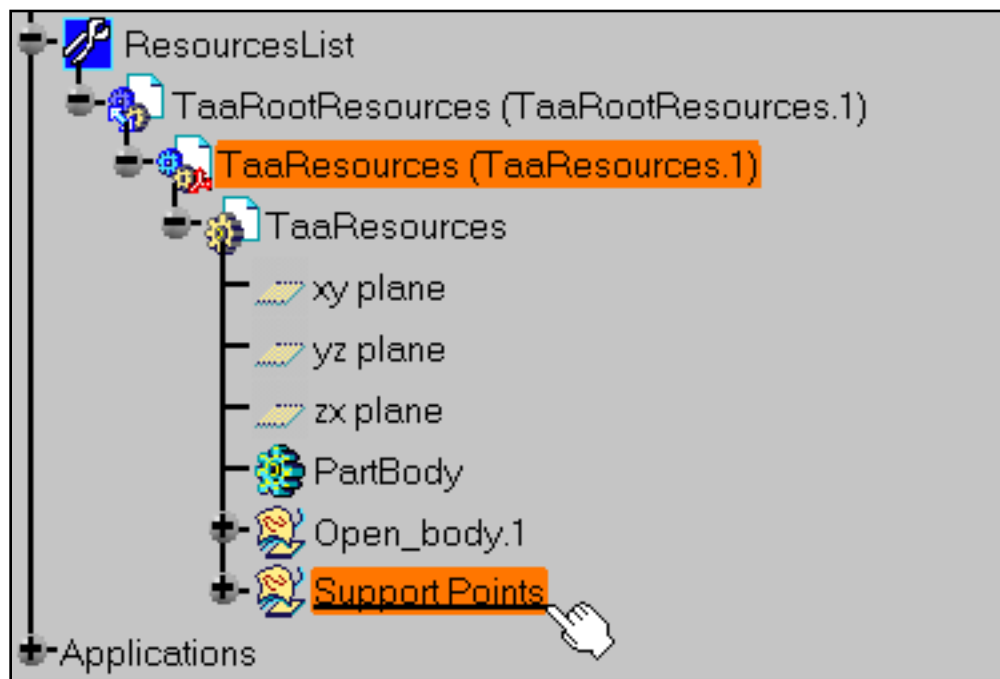 ResourcesList
TaaRootResources (TaaRootResources.1)
TaaResources (TaaResources.1)
TaaResources
xy plane
yz plane
zx plane
PartBody
Open_body.1
Support Points
Applications